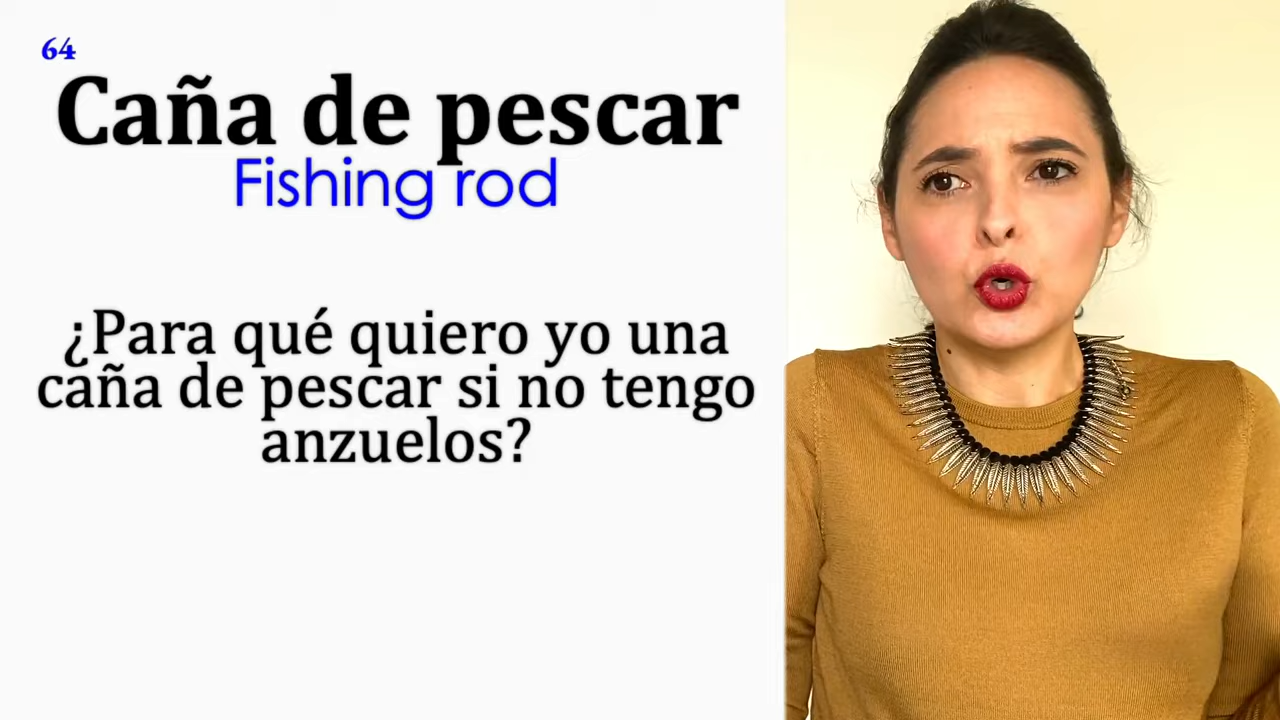 64
Caña de pescar
Fishing rod
¿Para qué quiero yo una
caña de pescar si no tengo
anzuelos?